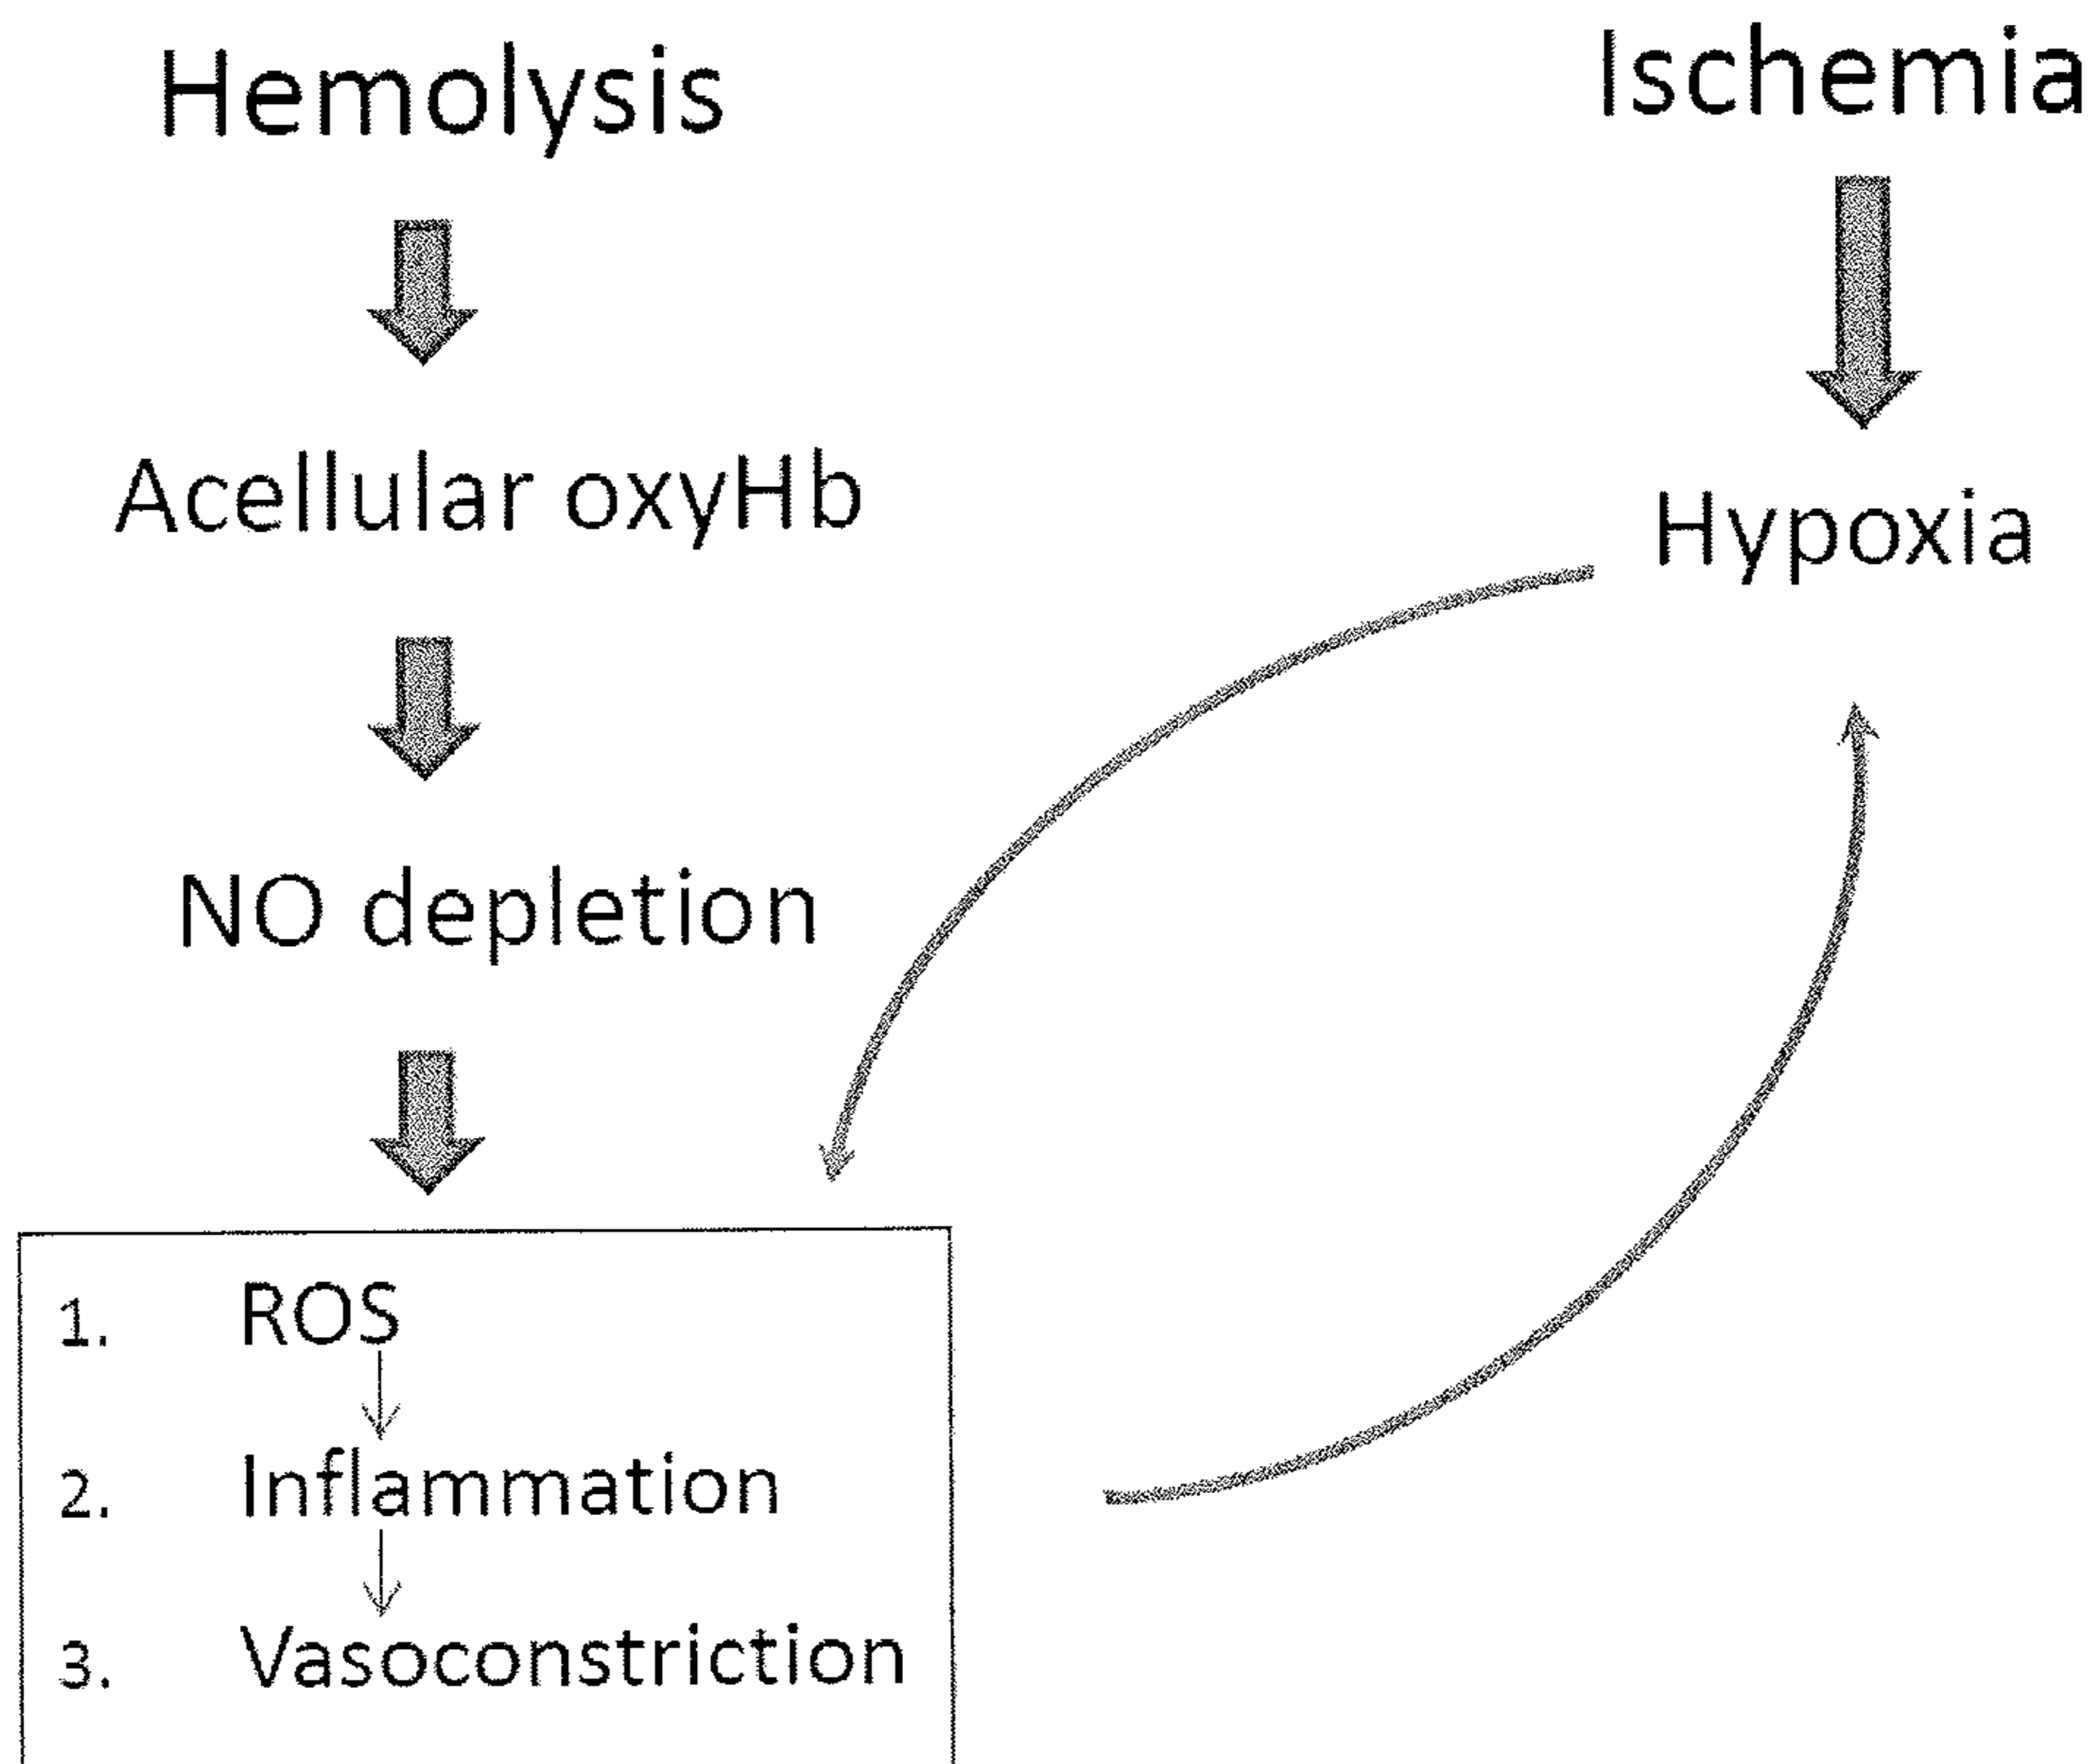 Hemolysis
Ischemia
Acellular oxyHb
Hypoxia
NO depletion
1. ROS
2. Inflammation
3. Vasoconstriction